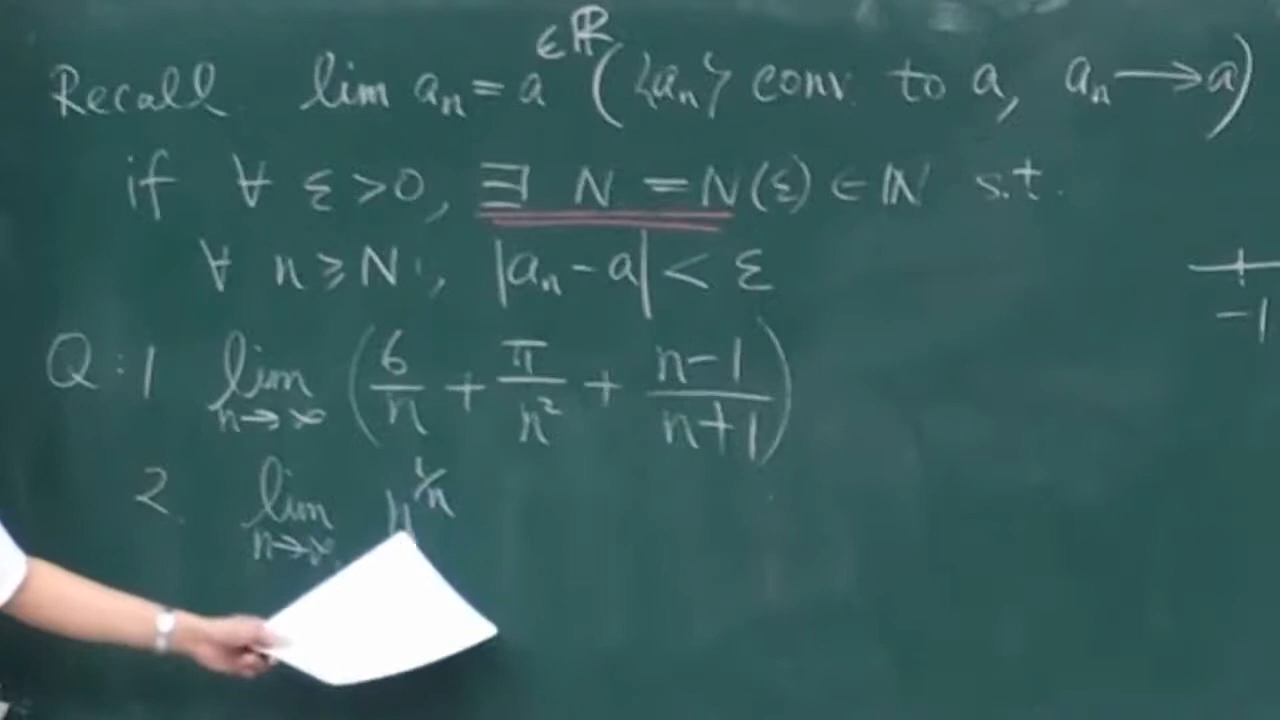 Recall lim aₙ = a ∈ℝ ({aₙ} conv. to a, aₙ ⟶ a)
if ∀ ε > 0, ∃ N = N(ε) ∈ ℕ s.t.
∀ n ≥ N, |aₙ - a| < ε
-1
Q : 1 lim n→∞ (6/n + π/n² + (n-1)/(n+1))
2. lim n→∞ n^(1/n)